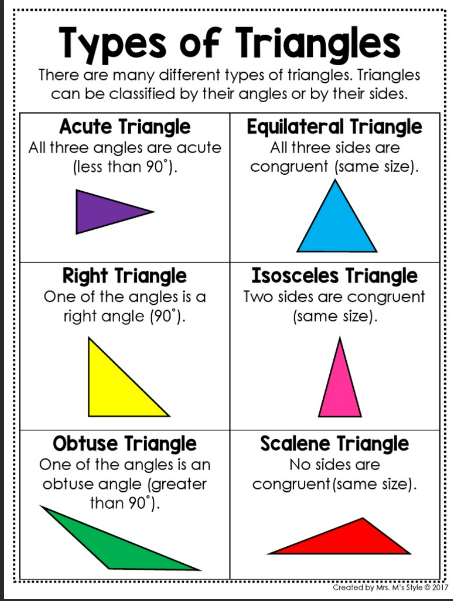 Types of Triangles
There are many different types of triangles. Triangles
can be classified by their angles or by their sides.
Acute Triangle
All three angles are acute
(less than 90°).
Equilateral Triangle
All three sides are
congruent (same size).
Right Triangle
One of the angles is a
right angle (90°).
Isosceles Triangle
Two sides are congruent
(same size).
Obtuse Triangle
One of the angles is an
obtuse angle (greater
than 90°).
Scalene Triangle
No sides are
congruent(same size).
Created by Mrs. M's Style © 2017